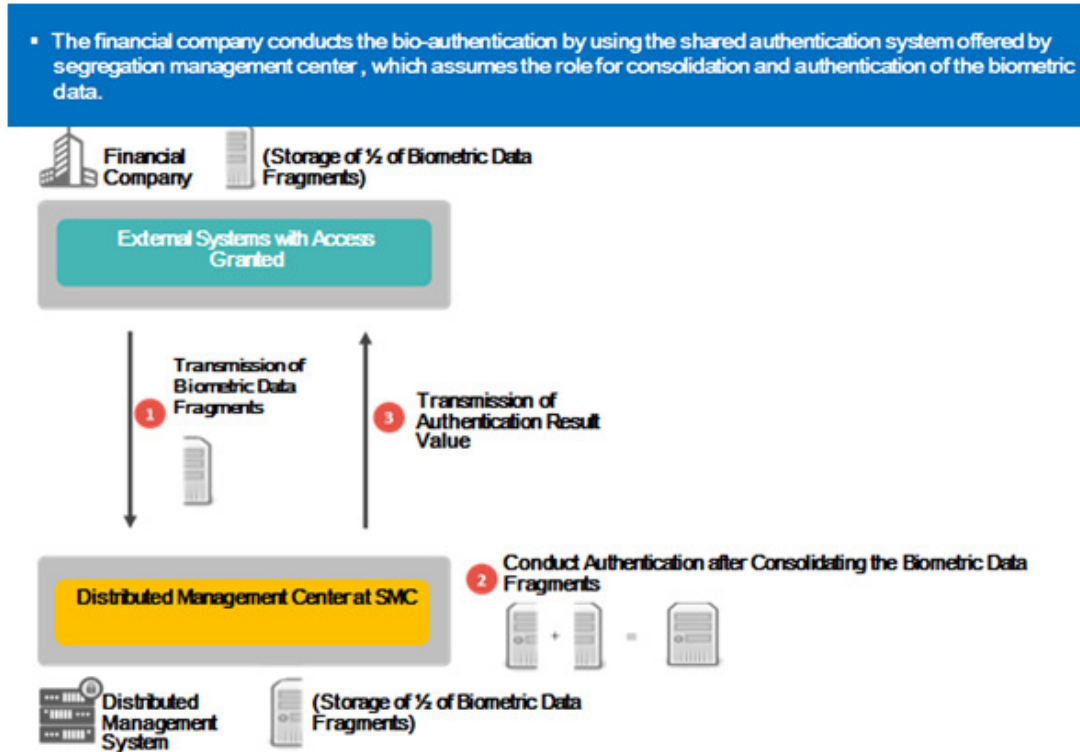 ▪ The financial company conducts the bio-authentication by using the shared authentication system offered by
segregation management center , which assumes the role for consolidation and authentication of the biometric
data.
Financial
Company
(Storage of ½ of Biometric Data
Fragments)
External Systems with Access
Granted
Transmission of
Biometric Data
Fragments
1
3
Transmission of
Authentication Result
Value
Distributed Management Center at SMC
2
Conduct Authentication after Consolidating the Biometric Data
Fragments
+ =
Distributed
Management
System
(Storage of ½ of Biometric Data
Fragments)